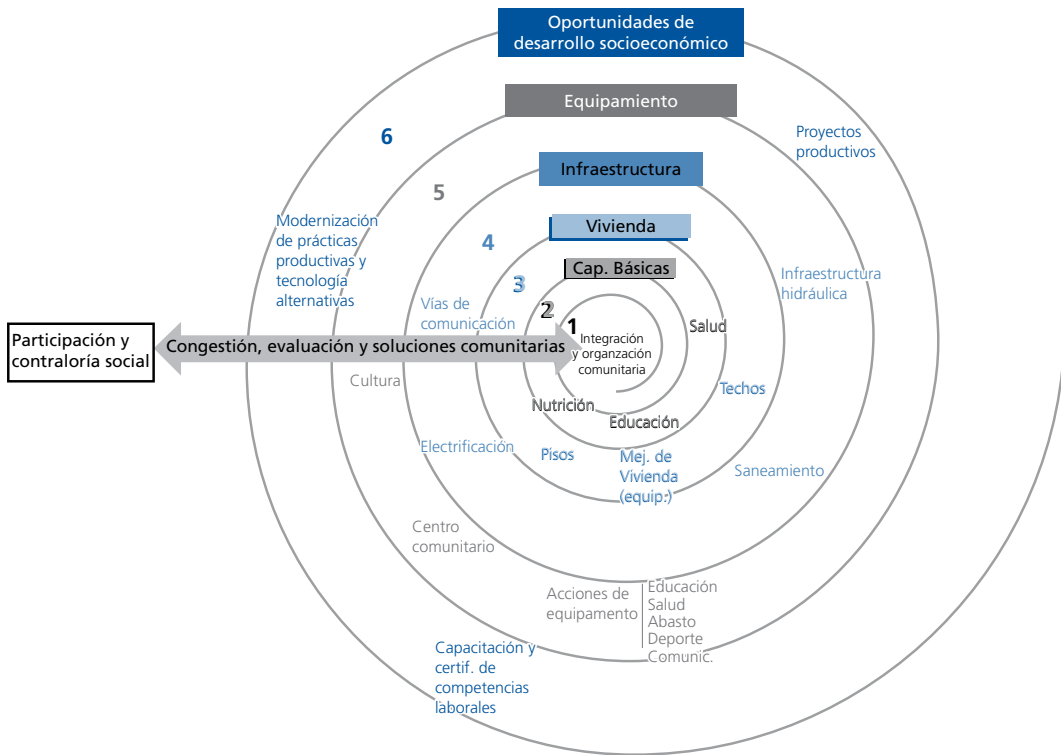 Oportunidades de
desarrollo socioeconómico
Equipamiento
6
Proyectos
productivos
Infraestructura
5
Modernización
de prácticas
productivas y
tecnología
alternativas
Vivienda
4
Cap. Básicas
3
Infraestructura
hidráulica
Vías de
comunicación
2
1
Salud
Participación y
contraloría social
Congestión, evaluación y soluciones comunitarias
Integración
y organzación
comunitaria
Cultura
Techos
Nutrición
Educación
Electrificación
Pisos
Mej. de
Vivienda
(equip.)
Saneamiento
Centro
comunitario
Acciones de
equipamento
Educación
Salud
Abasto
Deporte
Comunic.
Capacitación y
certif. de
competencias
laborales